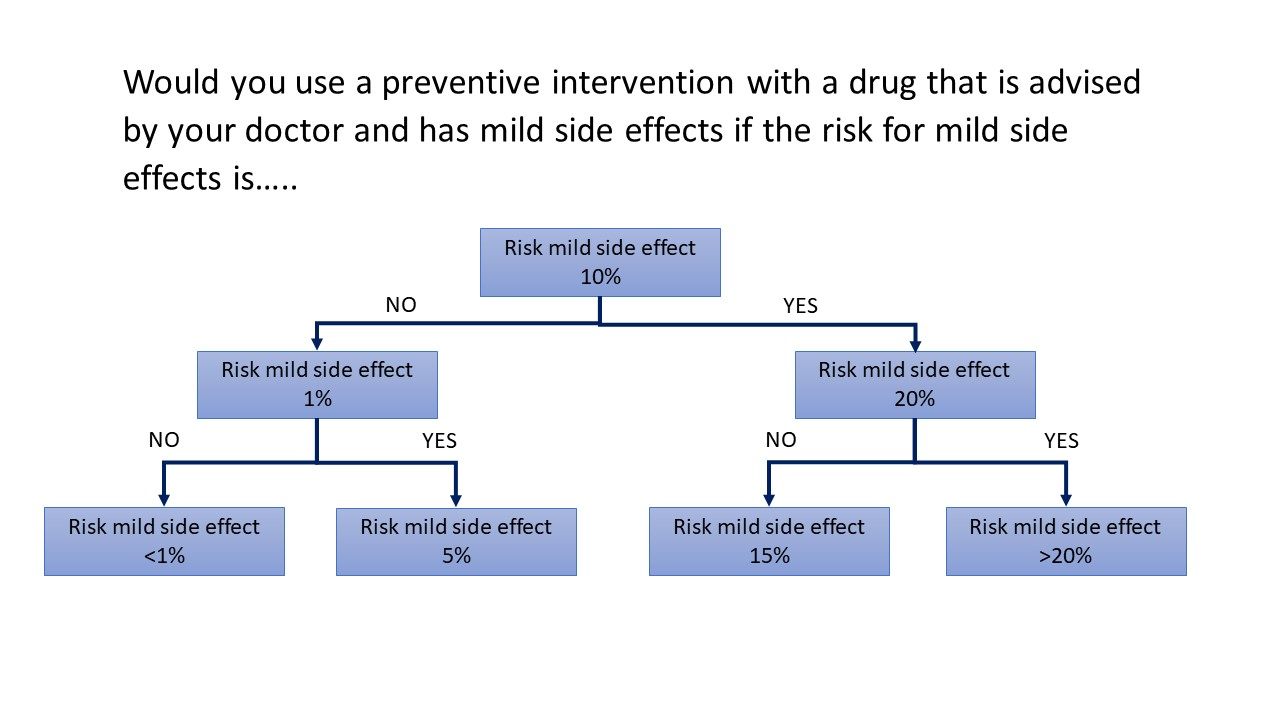 Would you use a preventive intervention with a drug that is advised
by your doctor and has mild side effects if the risk for mild side
effects is…..
Risk mild side effect
10%
NO
YES
Risk mild side effect
1%
Risk mild side effect
20%
NO
YES
NO
YES
Risk mild side effect
<1%
Risk mild side effect
5%
Risk mild side effect
15%
Risk mild side effect
>20%